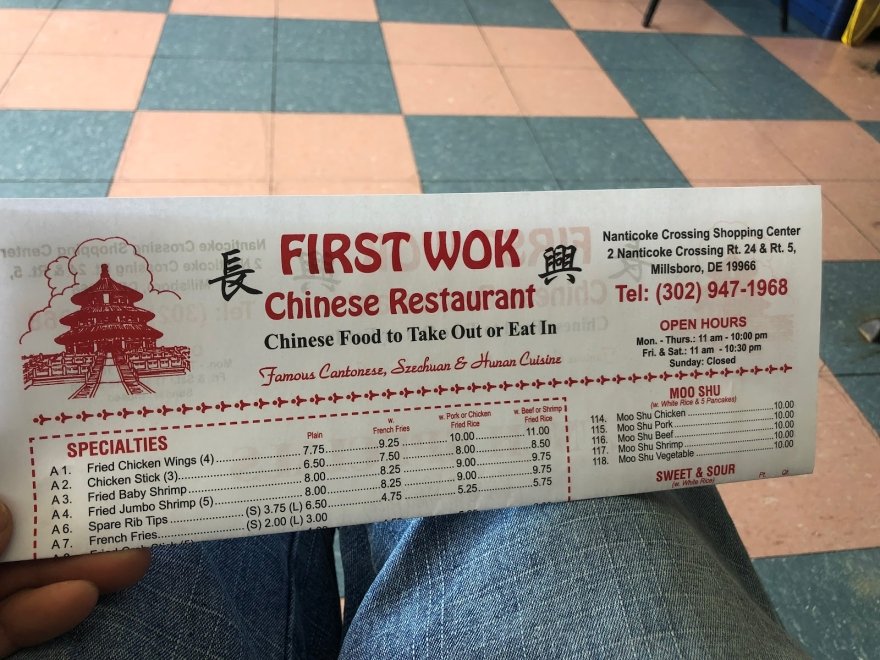 長 FIRST WOK 興
Chinese Restaurant
Chinese Food to Take Out or Eat In
Famous Cantonese, Szechuan & Hunan Cuisine
Nanticoke Crossing Shopping Center
2 Nanticoke Crossing Rt. 24 & Rt. 5,
Millsboro, DE 19966
Tel: (302) 947-1968
OPEN HOURS
Mon. - Thurs.: 11 am - 10:00 pm
Fri. & Sat.: 11 am - 10:30 pm
Sunday: Closed
SPECIALTIES
Plain w. French Fries w. Pork or Chicken Fried Rice w. Beef or Shrimp Fried Rice
A 1. Fried Chicken Wings (4) 7.75 9.25 10.00 11.00
A 2. Chicken Stick (3) 6.50 7.50 8.00 8.50
A 3. Fried Baby Shrimp 8.00 8.25 9.00 9.75
A 4. Fried Jumbo Shrimp (5) 8.00 8.25 9.00 9.75
A 6. Spare Rib Tips (S) 3.75 (L) 6.50 4.75 5.25 5.75
A 7. French Fries (S) 2.00 (L) 3.00
MOO SHU
(w. White Rice & 5 Pancakes)
114. Moo Shu Chicken 10.00
115. Moo Shu Pork 10.00
116. Moo Shu Beef 10.00
117. Moo Shu Shrimp 10.00
118. Moo Shu Vegetable 10.00
SWEET & SOUR
(w. White Rice) Pt. Qt.